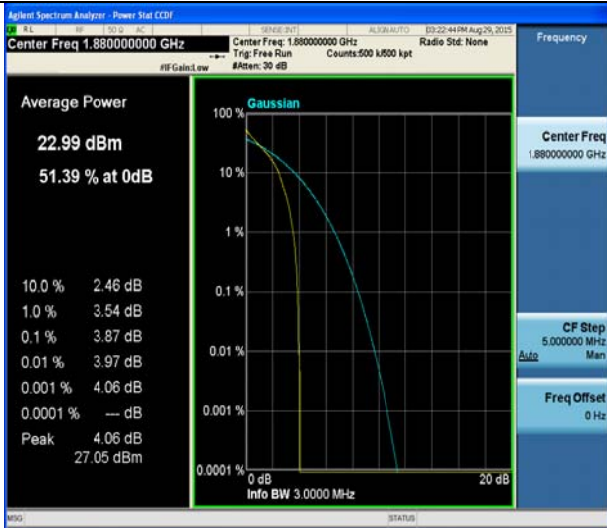 Agilent Spectrum Analyzer - Power Stat CCDF
RL RF 50 Ω AC SENSE:INT ALIGN AUTO 03:22:44 PM Aug 29, 2015
Center Freq 1.880000000 GHz
Center Freq: 1.880000000 GHz Radio Std: None
Trig: Free Run Counts:500 k/500 kpt
#IFGain:Low #Atten: 30 dB
Frequency
Average Power
22.99 dBm
51.39 % at 0dB
10.0 % 2.46 dB
1.0 % 3.54 dB
0.1 % 3.87 dB
0.01 % 3.97 dB
0.001 % 4.06 dB
0.0001 % --- dB
Peak 4.06 dB
27.05 dBm
Gaussian
100 %
10 %
1 %
0.1 %
0.01 %
0.001 %
0.0001 %
0 dB 20 dB
Info BW 3.0000 MHz
Center Freq
1.880000000 GHz
CF Step
5.000000 MHz
Auto Man
Freq Offset
0 Hz
MSG STATUS